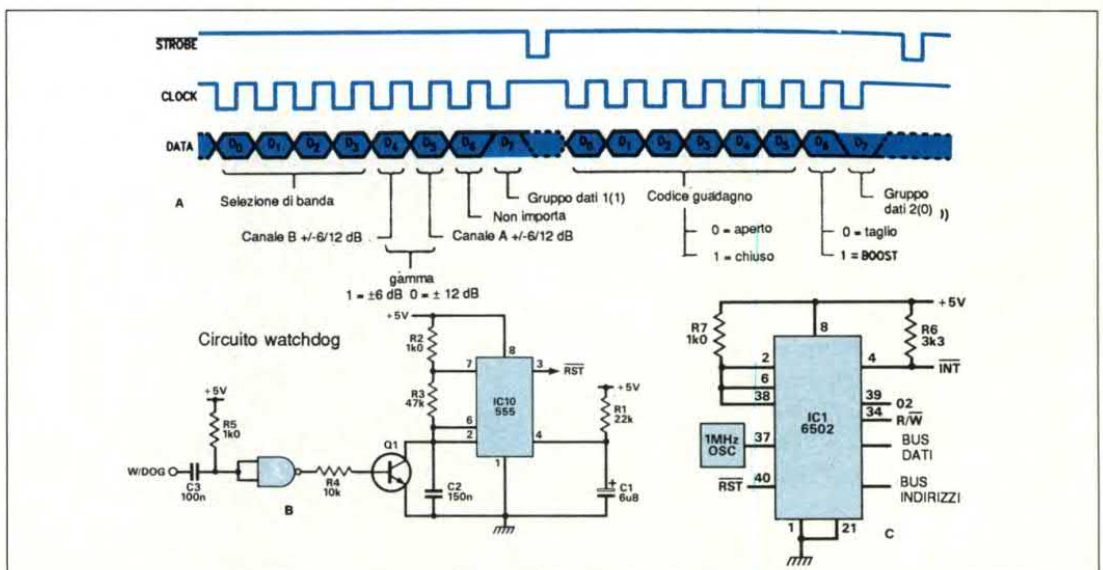 STROBE
CLOCK
DATA
D0 D1 D2 D3 D4 D5 D6 D7 D0 D1 D2 D3 D4 D5 D6 D7
A
Selezione di banda
Gruppo dati 1(1)
Non importa
Canale B +/-6/12 dB
Canale A +/-6/12 dB
gamma
1 = ±6 dB 0 = ± 12 dB
Codice guadagno
0 = aperto
1 = chiuso
Gruppo
dati 2(0) ))
0 = taglio
1 = BOOST
Circuito watchdog
+5V
R5
1k0
W/DOG
C3
100n
B
R4
10k
Q1
+5V
R2
1k0
R3
47k
C2
150n
7
6
2
8
3
4
1
IC10
555
RST
+5V
R1
22k
+
C1
6u8
+5V
R7
1k0
R6
3k3
8
2
6
38
4
INT
IC1
6502
39
02
34
R/W
1MHz
OSC
37
BUS
DATI
RST
40
BUS
INDIRIZZI
1
21
C